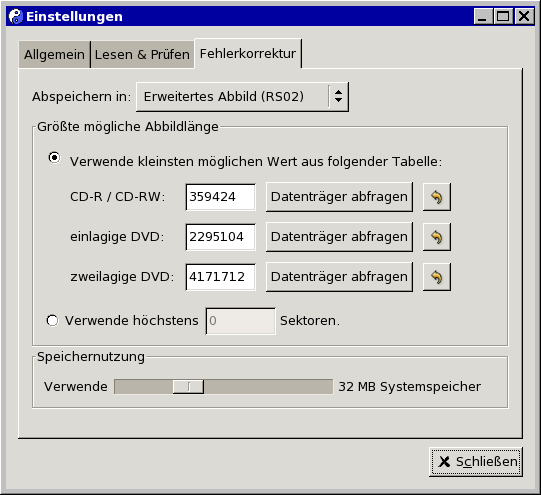 Einstellungen
Allgemein Lesen & Prüfen Fehlerkorrektur
Abspeichern in: Erweitertes Abbild (RS02)
Größte mögliche Abbildlänge
Verwende kleinsten möglichen Wert aus folgender Tabelle:
CD-R / CD-RW: 359424 Datenträger abfragen
einlagige DVD: 2295104 Datenträger abfragen
zweilagige DVD: 4171712 Datenträger abfragen
Verwende höchstens 0 Sektoren.
Speichernutzung
Verwende 32 MB Systemspeicher
Schließen